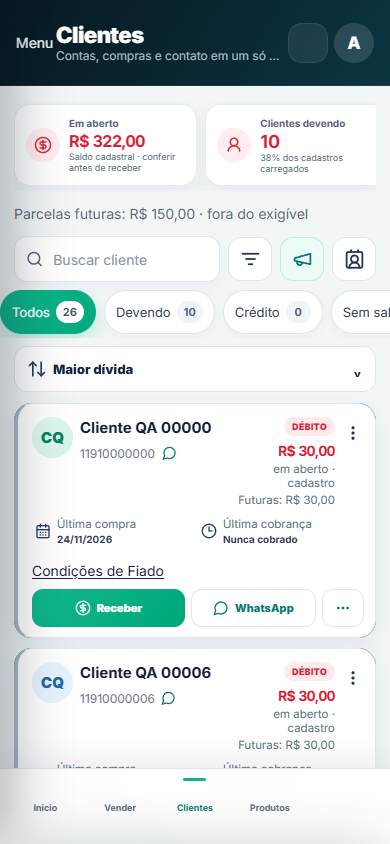 Menu
Clientes
Contas, compras e contato em um só ...
A
Em aberto
R$ 322,00
Saldo cadastral · conferir
antes de receber
Clientes devendo
10
38% dos cadastros
carregados
Parcelas futuras: R$ 150,00 · fora do exigível
Buscar cliente
Todos 26
Devendo 10
Crédito 0
Sem sal
Maior dívida
v
CQ
Cliente QA 00000
11910000000
DÉBITO
R$ 30,00
em aberto ·
cadastro
Futuras: R$ 30,00
Última compra
24/11/2026
Última cobrança
Nunca cobrado
Condições de Fiado
Receber
WhatsApp
...
CQ
Cliente QA 00006
11910000006
DÉBITO
R$ 30,00
em aberto ·
cadastro
Futuras: R$ 30,00
Última compra
Última cobrança
Início
Vender
Clientes
Produtos